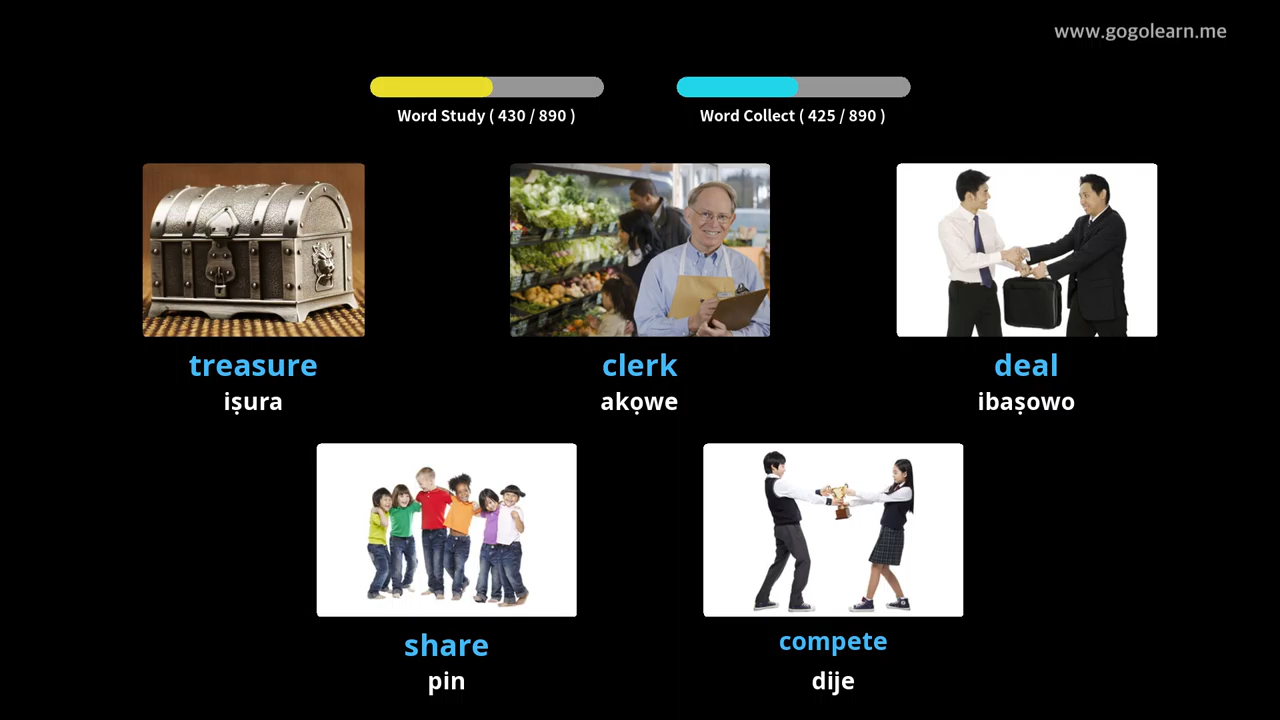 www.gogolearn.me
Word Study ( 430 / 890 )
Word Collect ( 425 / 890 )
treasure
iṣura
clerk
akọwe
deal
ibaṣowo
share
pin
compete
dije